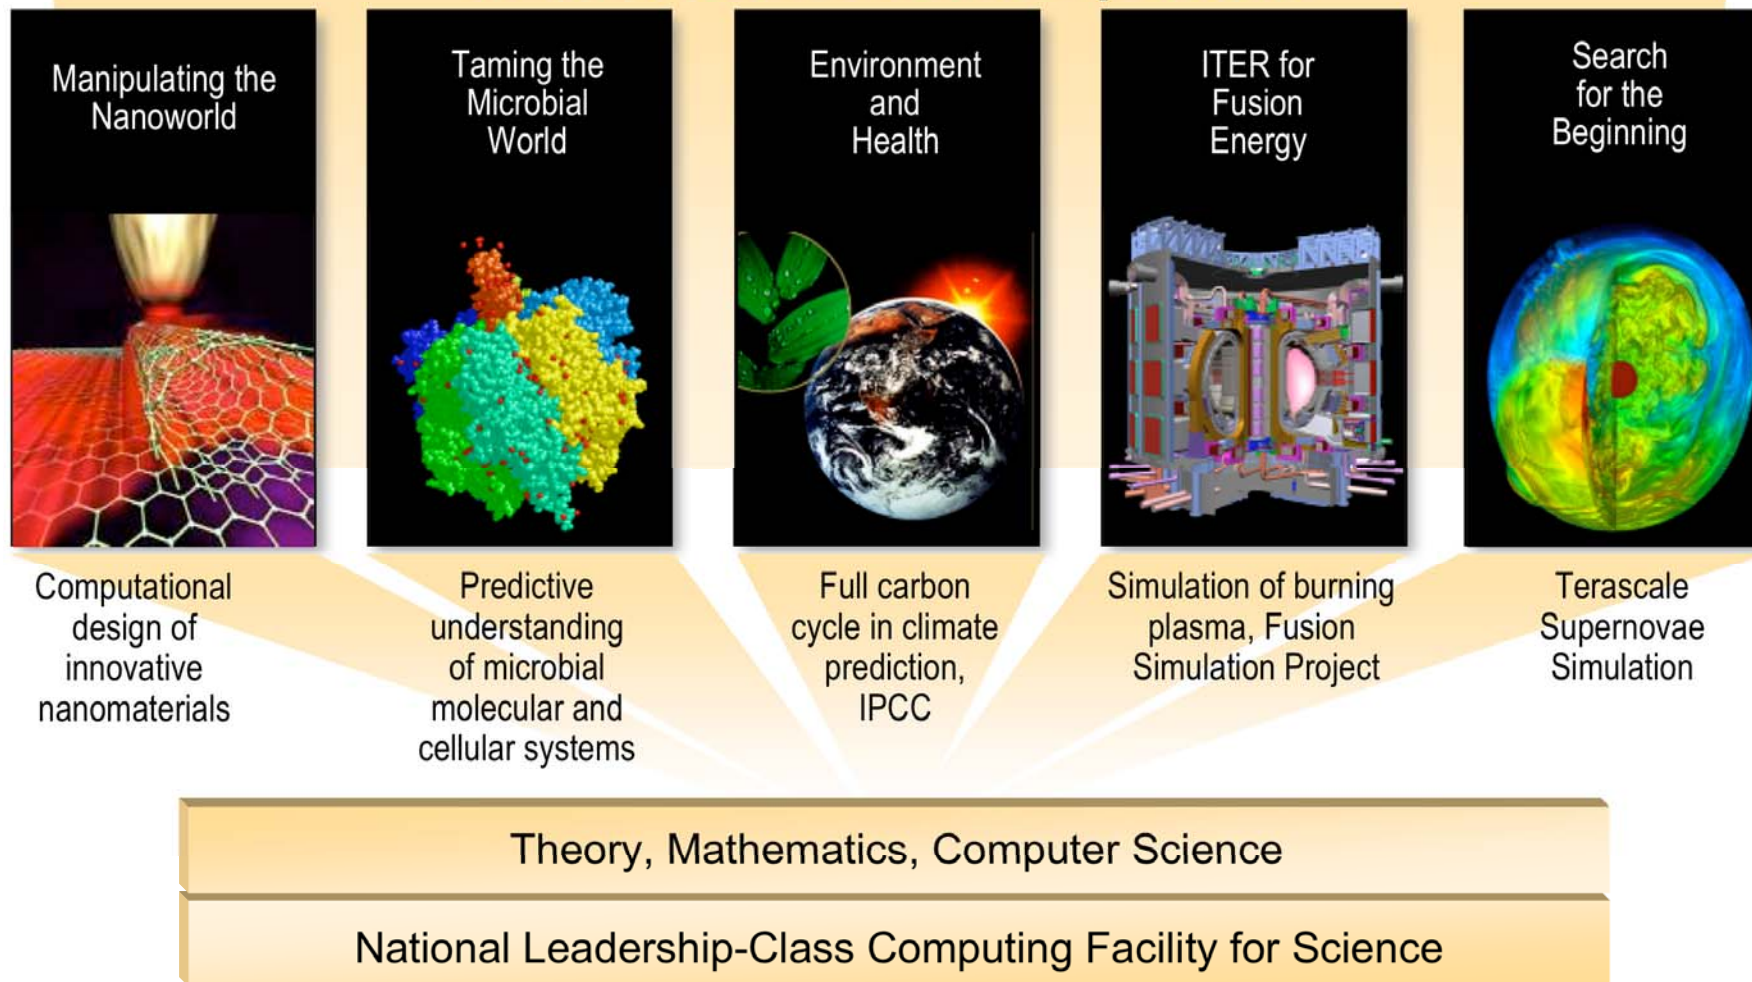 Manipulating the
Nanoworld
Computational
design of
innovative
nanomaterials
Taming the
Microbial
World
Predictive
understanding
of microbial
molecular and
cellular systems
Environment
and
Health
Full carbon
cycle in climate
prediction,
IPCC
ITER for
Fusion
Energy
Simulation of burning
plasma, Fusion
Simulation Project
Search
for the
Beginning
Terascale
Supernovae
Simulation
Theory, Mathematics, Computer Science
National Leadership-Class Computing Facility for Science